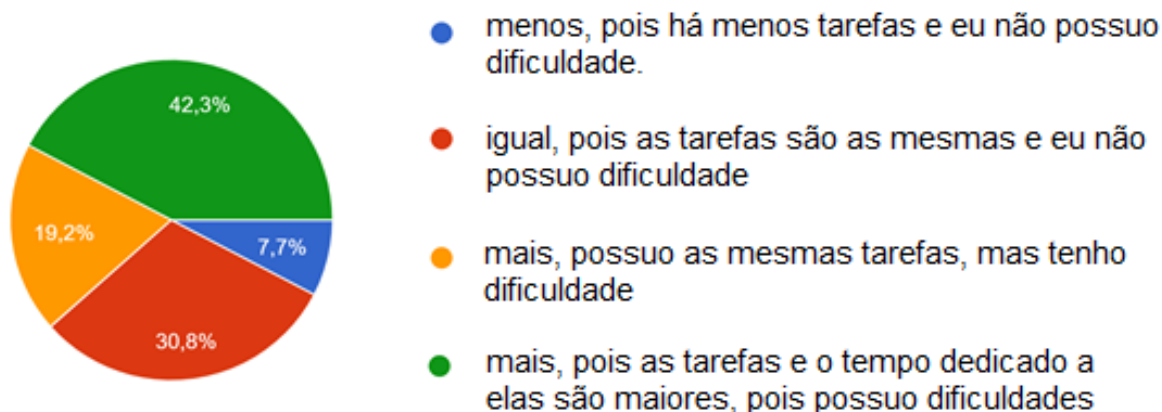 42,3%
19,2%
7,7%
30,8%
menos, pois há menos tarefas e eu não possuo
dificuldade.
igual, pois as tarefas são as mesmas e eu não
possuo dificuldade
mais, possuo as mesmas tarefas, mas tenho
dificuldade
mais, pois as tarefas e o tempo dedicado a
elas são maiores, pois possuo dificuldades